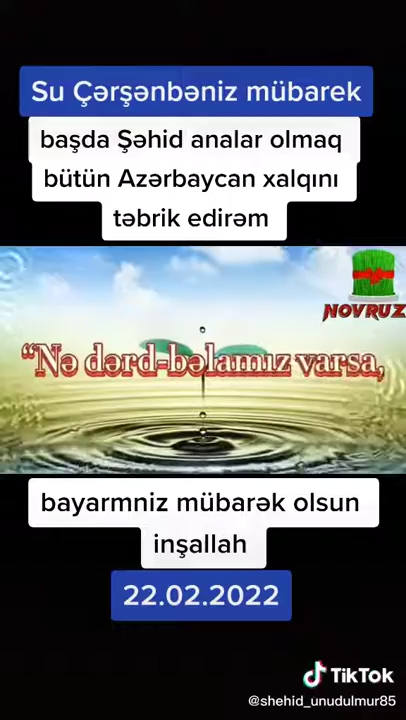 Su Çərşənbəniz mübarek
başda Şəhid analar olmaq
bütün Azərbaycan xalqını
təbrik edirəm
NOVRUZ
“Nə dərd-bəlamız varsa,
bayarmniz mübarək olsun
inşallah
22.02.2022
TikTok
@shehid_unudulmur85